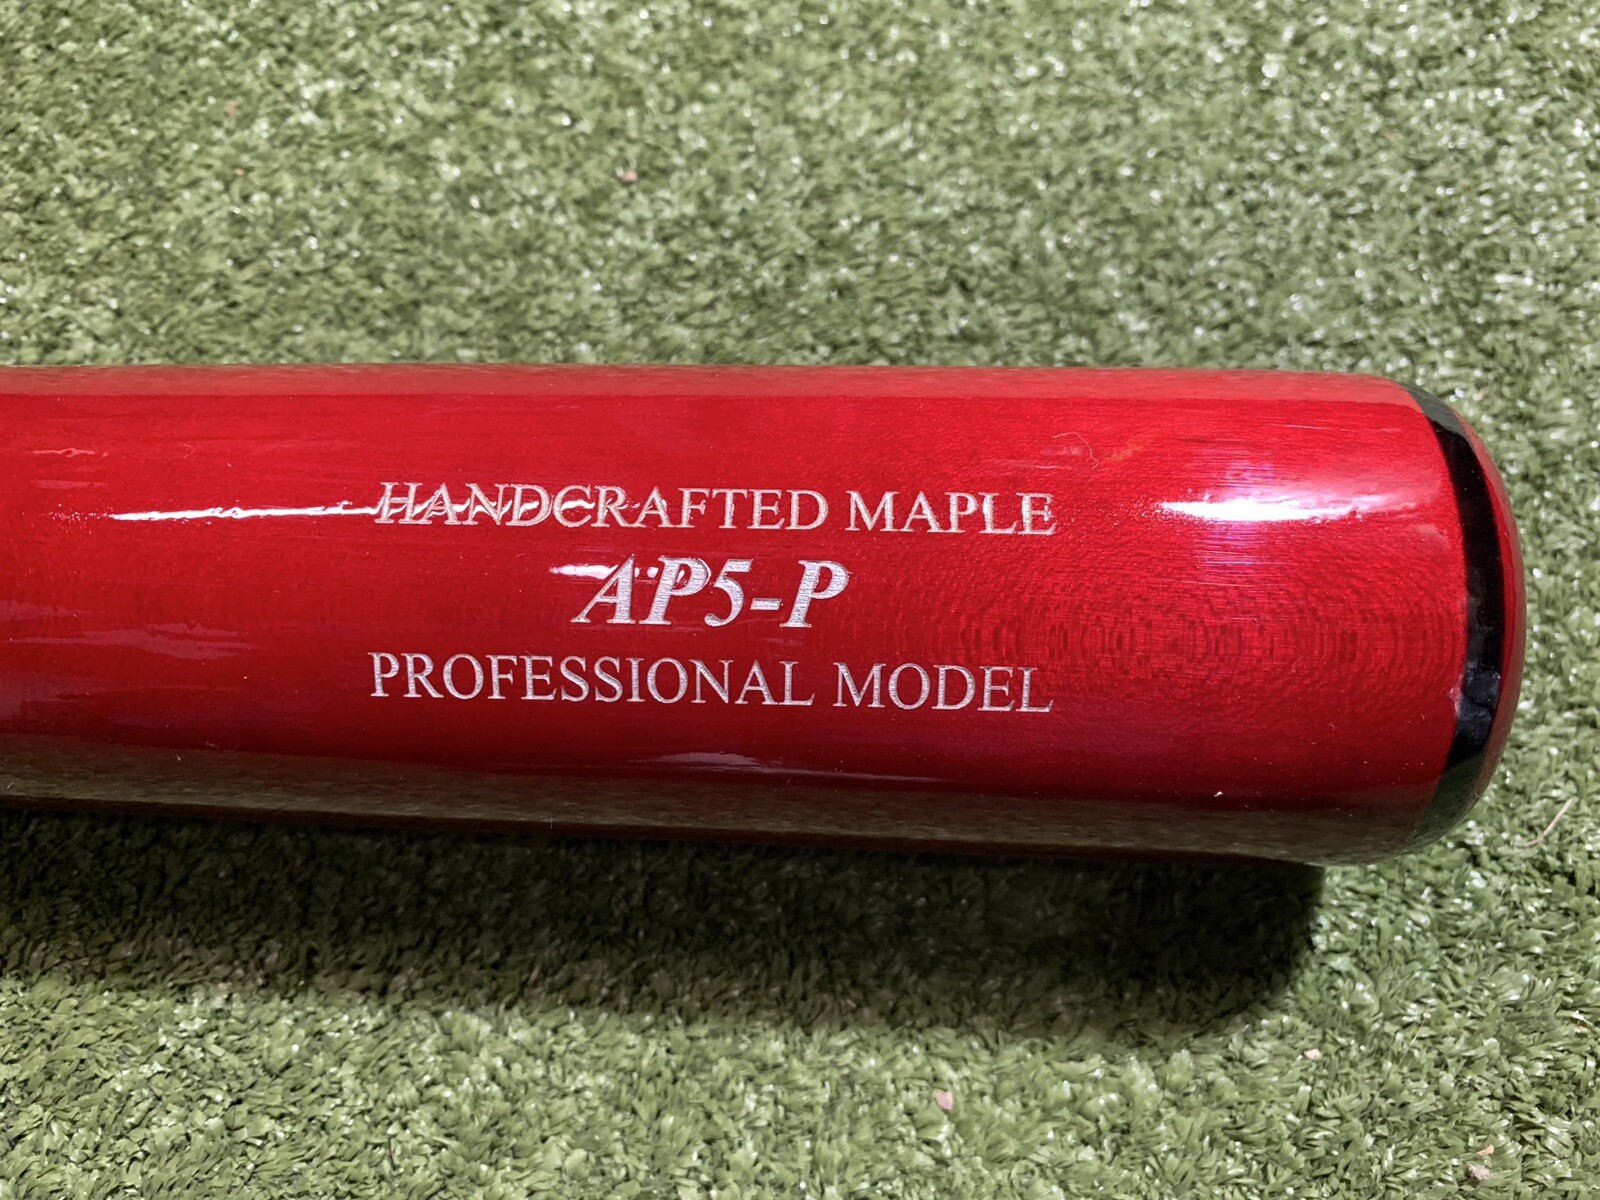 HANDCRAFTED MAPLE
AP5-P
PROFESSIONAL MODEL